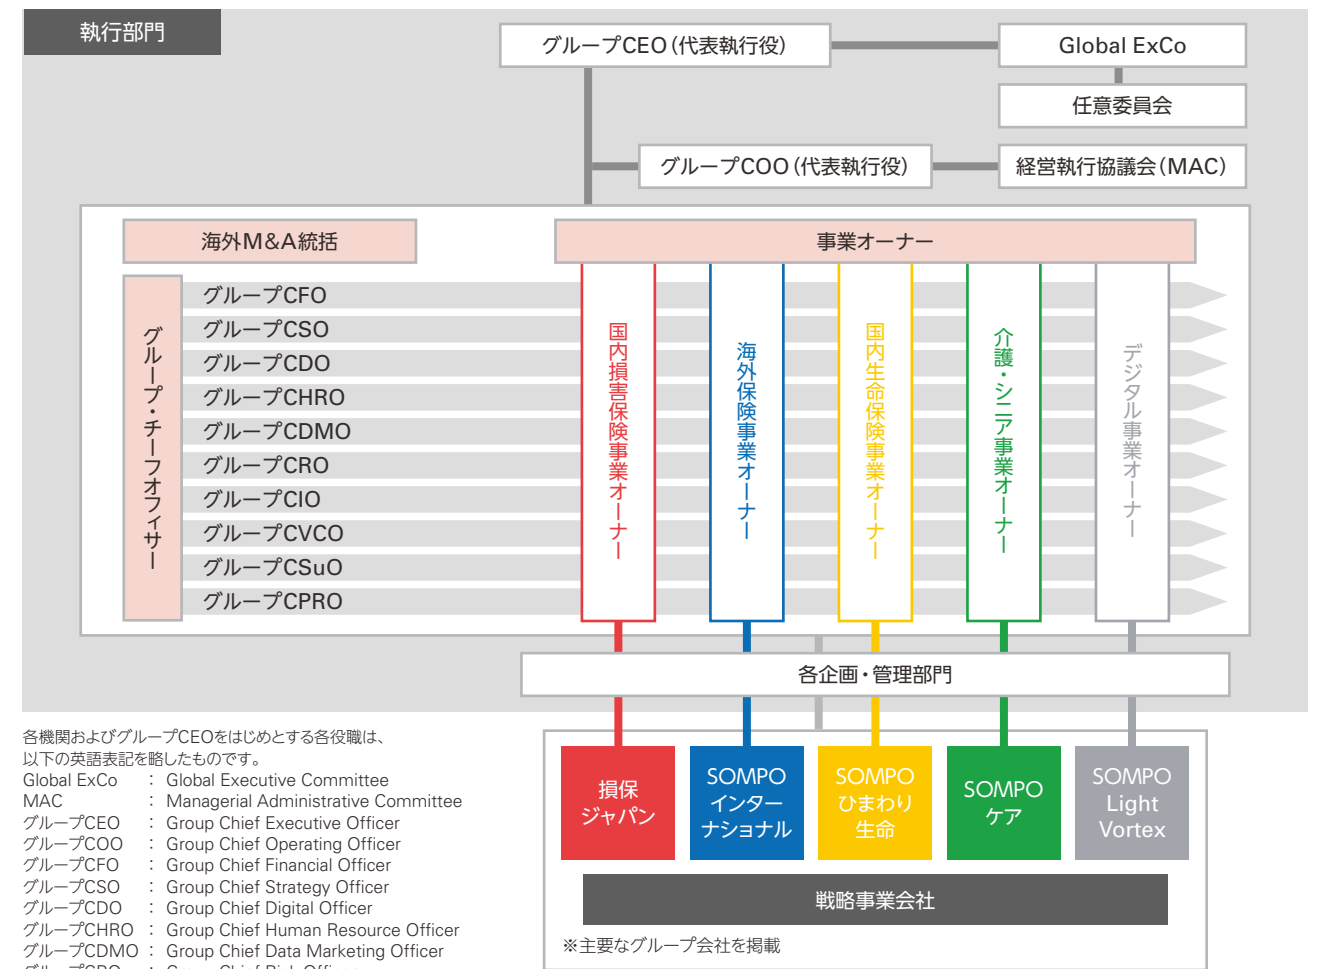 執行部門
グループCEO（代表執行役）
Global ExCo
任意委員会
グループCOO（代表執行役）
経営執行協議会（MAC）
海外M&A統括
事業オーナー
グループ・チーフオフィサー
グループCFO
グループCSO
グループCDO
グループCHRO
グループCDMO
グループCRO
グループCIO
グループCVCO
グループCSuO
グループCPRO
国内損害保険事業オーナー
海外保険事業オーナー
国内生命保険事業オーナー
介護・シニア事業オーナー
デジタル事業オーナー
各企画・管理部門
損保
ジャパン
SOMPO
インター
ナショナル
SOMPO
ひまわり
生命
SOMPO
ケア
SOMPO
Light
Vortex
戦略事業会社
※主要なグループ会社を掲載
各機関およびグループCEOをはじめとする各役職は、
以下の英語表記を略したものです。
Global ExCo ： Global Executive Committee
MAC ： Managerial Administrative Committee
グループCEO ： Group Chief Executive Officer
グループCOO ： Group Chief Operating Officer
グループCFO ： Group Chief Financial Officer
グループCSO ： Group Chief Strategy Officer
グループCDO ： Group Chief Digital Officer
グループCHRO ： Group Chief Human Resource Officer
グループCDMO ： Group Chief Data Marketing Officer